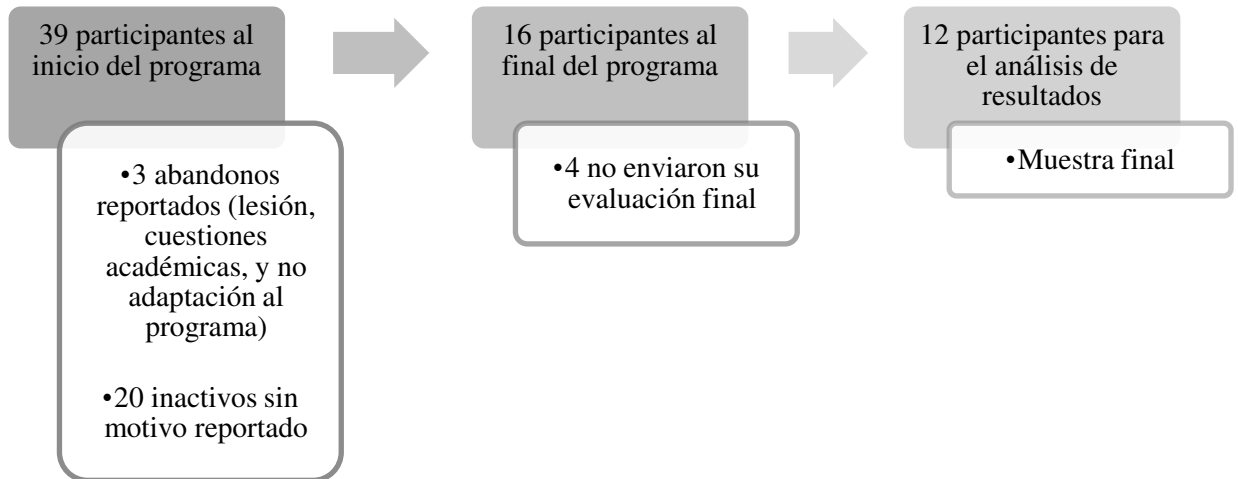 39 participantes al
inicio del programa
•3 abandonos
reportados (lesión,
cuestiones
académicas, y no
adaptación al
programa)
•20 inactivos sin
motivo reportado
16 participantes al
final del programa
•4 no enviaron su
evaluación final
12 participantes para
el análisis de
resultados
•Muestra final